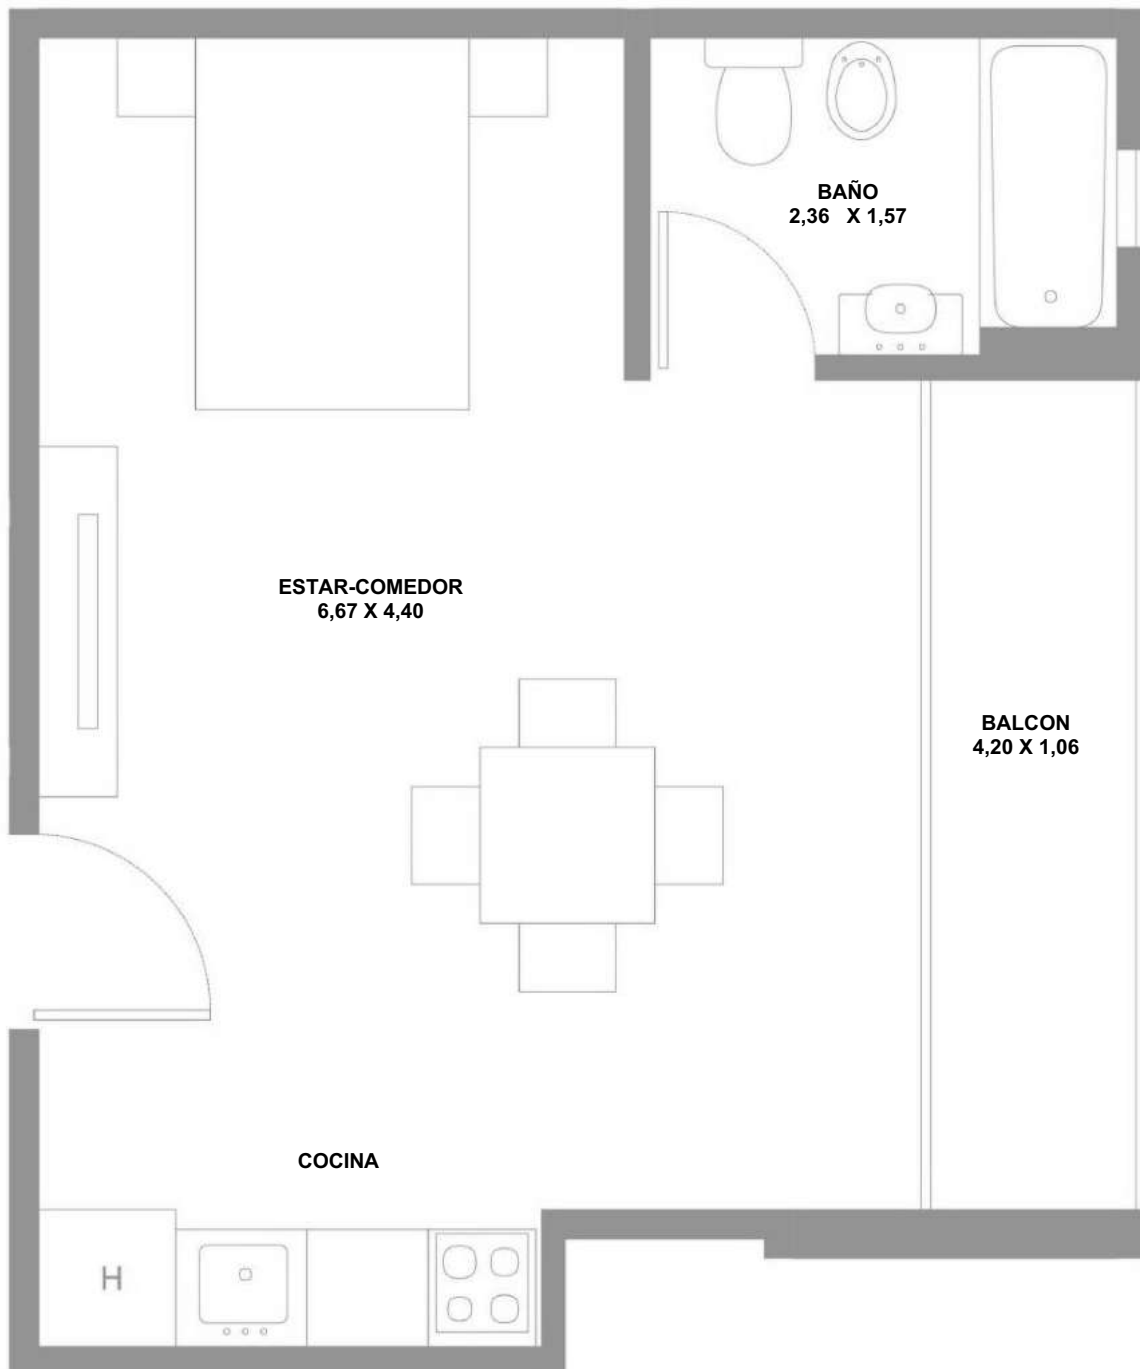 BAÑO
2,36 X 1,57
ESTAR-COMEDOR
6,67 X 4,40
BALCON
4,20 X 1,06
COCINA
H